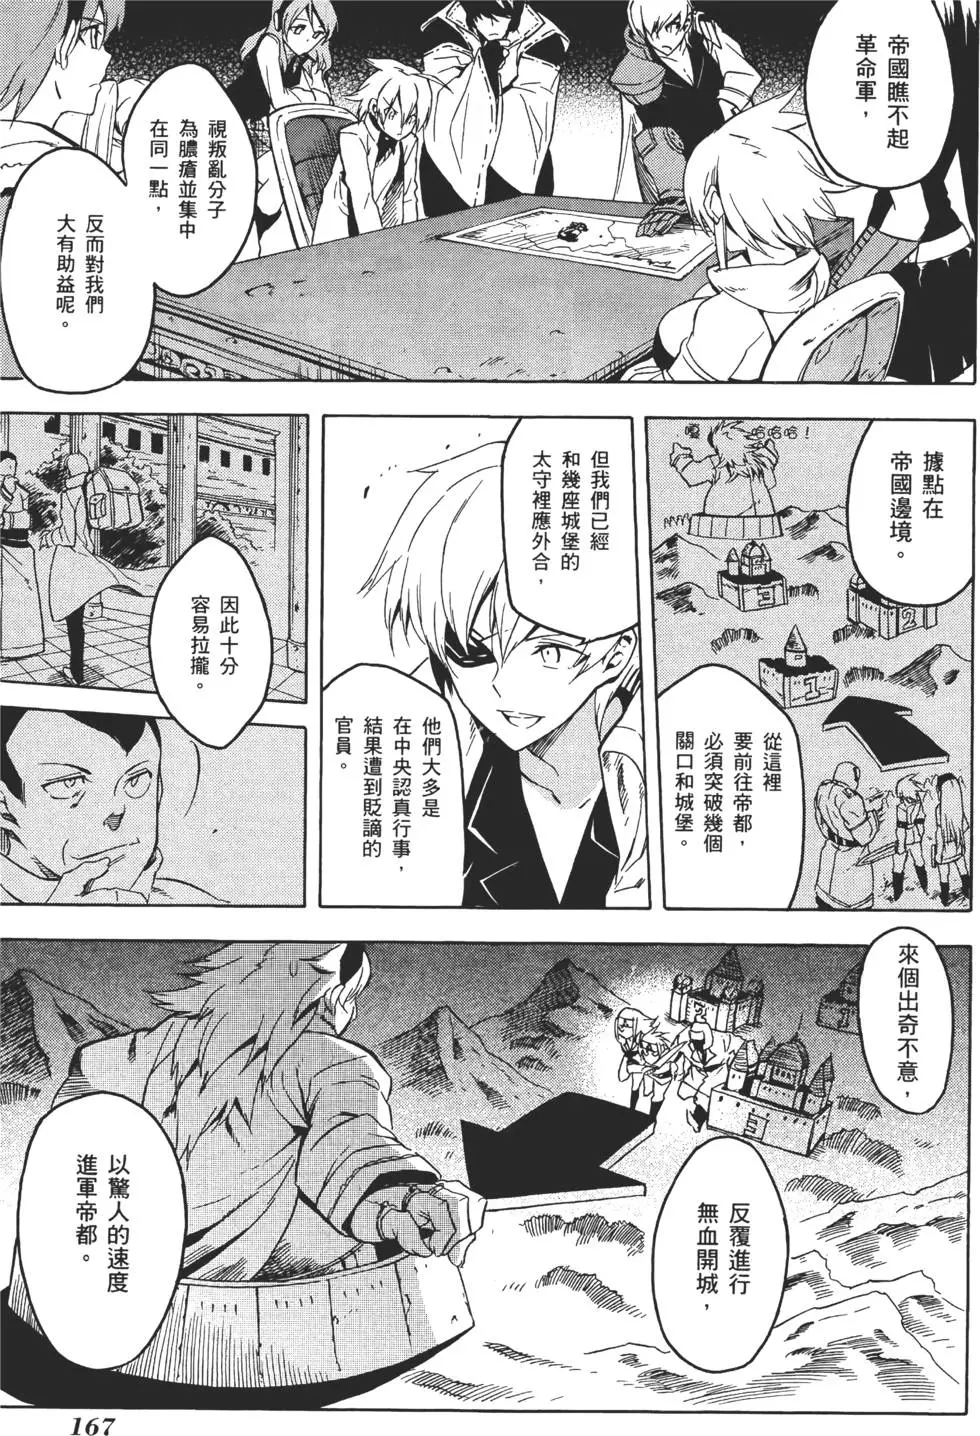 帝國瞧不起
革命軍，
視叛亂分子
為膿瘡並集中
在同一點，
反而對我們
大有助益呢。
嘎哈哈哈！
據點在
帝國邊境。
3
2
1
從這裡
要前往帝都，
必須突破幾個
關口和城堡。
但我們已經
和幾座城堡的
太守裡應外合，
他們大多是
在中央認真行事，
結果遭到貶謫的
官員。
因此十分
容易拉攏。
來個出奇不意，
2
5
反覆進行
無血開城，
以驚人的速度
進軍帝都。
167